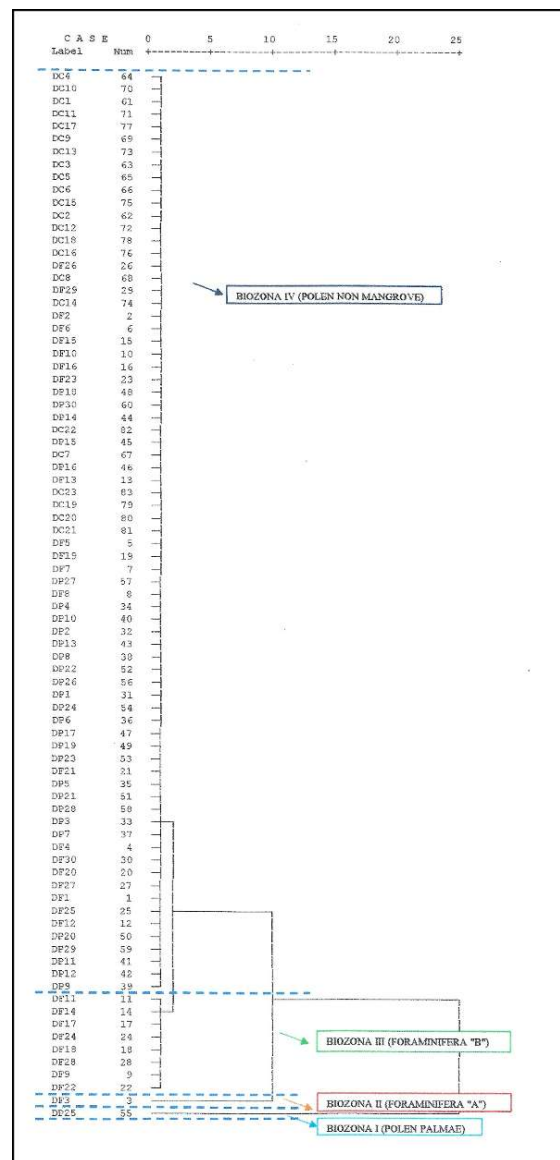 C A S E 0 5 10 15 20 25
Label Num
DC4 64
DC10 70
DC1 61
DC11 71
DC17 77
DC9 69
DC13 73
DC3 63
DC5 65
DC6 66
DC15 75
DC2 62
DC12 72
DC18 78
DC16 76
DF26 26
DC8 68
DF29 29
BIOZONA IV (POLEN NON MANGROVE)
DC14 74
DF2 2
DF6 6
DF15 15
DF10 10
DF16 16
DF23 23
DP18 48
DP30 60
DP14 44
DC22 82
DP15 45
DC7 67
DP16 46
DF13 13
DC23 83
DC19 79
DC20 80
DC21 81
DF5 5
DF19 19
DF7 7
DP27 57
DF8 8
DP4 34
DP10 40
DP2 32
DP13 43
DP8 38
DP22 52
DP26 56
DP1 31
DP24 54
DP6 36
DP17 47
DP19 49
DP23 53
DF21 21
DP5 35
DP21 51
DP28 58
DP3 33
DP7 37
DF4 4
DF30 30
DF20 20
DF27 27
DF1 1
DF25 25
DF12 12
DP20 50
DP29 59
DP11 41
DP12 42
DP9 39
DF11 11
DF14 14
DF17 17
DF24 24
DF18 18
BIOZONA III (FORAMINIFERA "B")
DF28 28
DF9 9
DF22 22
DF3 3
BIOZONA II (FORAMINIFERA "A")
55
BIOZONA I (POLEN PALMAE)